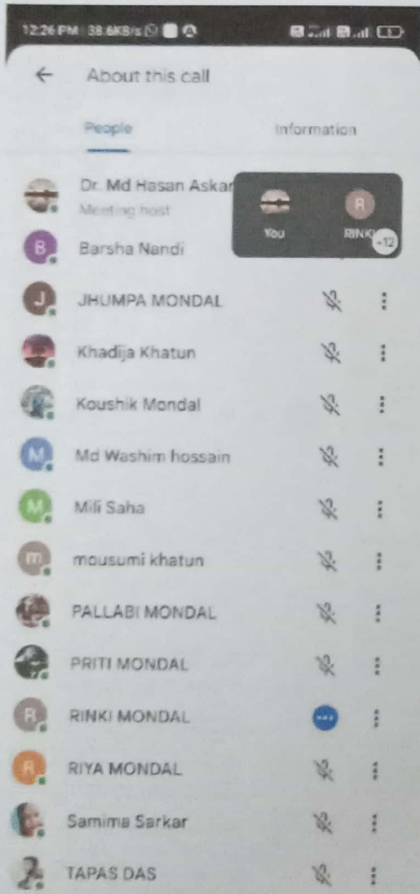 12:26 PM 38.6KB/s
About this call
People Information
Dr. Md Hasan Askar
Meeting host
You RINKI +12
B Barsha Nandi
J JHUMPA MONDAL
Khadija Khatun
Koushik Mondal
M Md Washim hossain
M Mili Saha
m mousumi khatun
PALLABI MONDAL
PRITI MONDAL
R RINKI MONDAL
R RIYA MONDAL
Samima Sarkar
TAPAS DAS